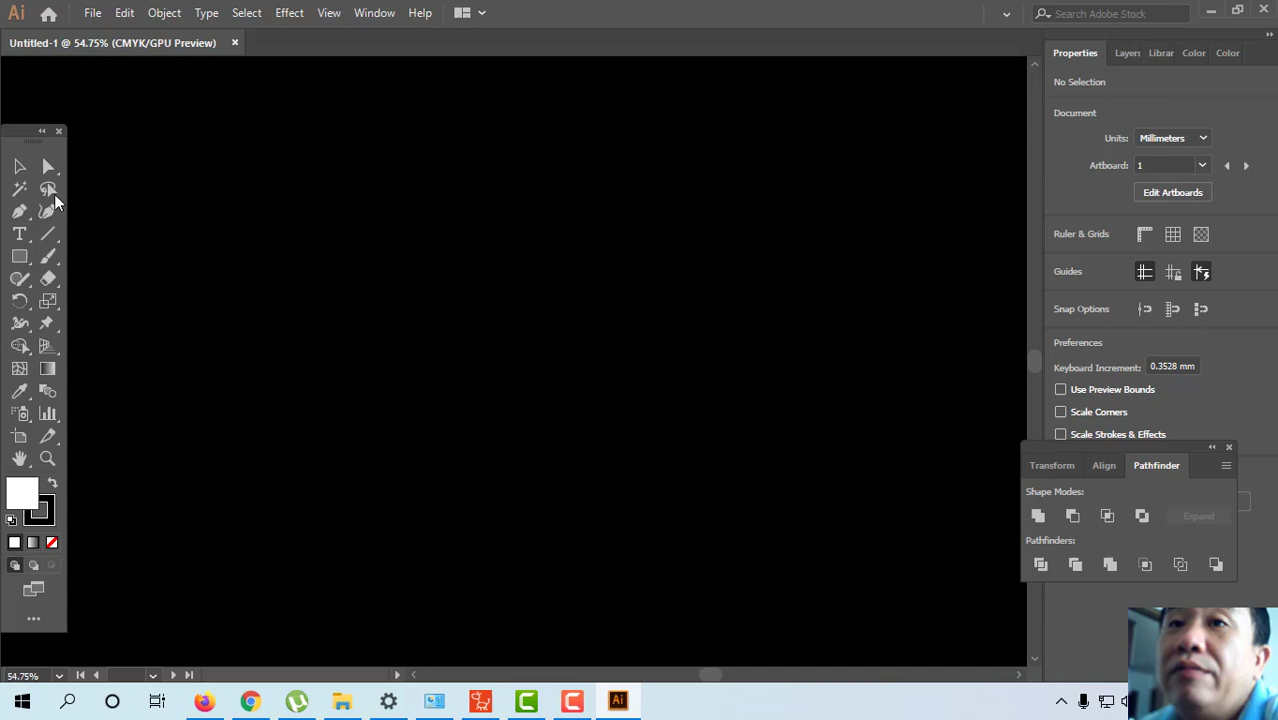 Ai File Edit Object Type Select Effect View Window Help Search Adobe Stock
Untitled-1 @ 54.75% (CMYK/GPU Preview)
Properties Layers Librar Color Color
No Selection
Document
Units: Millimeters
Artboard: 1
Edit Artboards
Ruler & Grids
Guides
Snap Options
Preferences
Keyboard Increment: 0.3528 mm
Use Preview Bounds
Scale Corners
Scale Strokes & Effects
Transform Align Pathfinder
Shape Modes:
Expand
Pathfinders:
54.75%
Ai